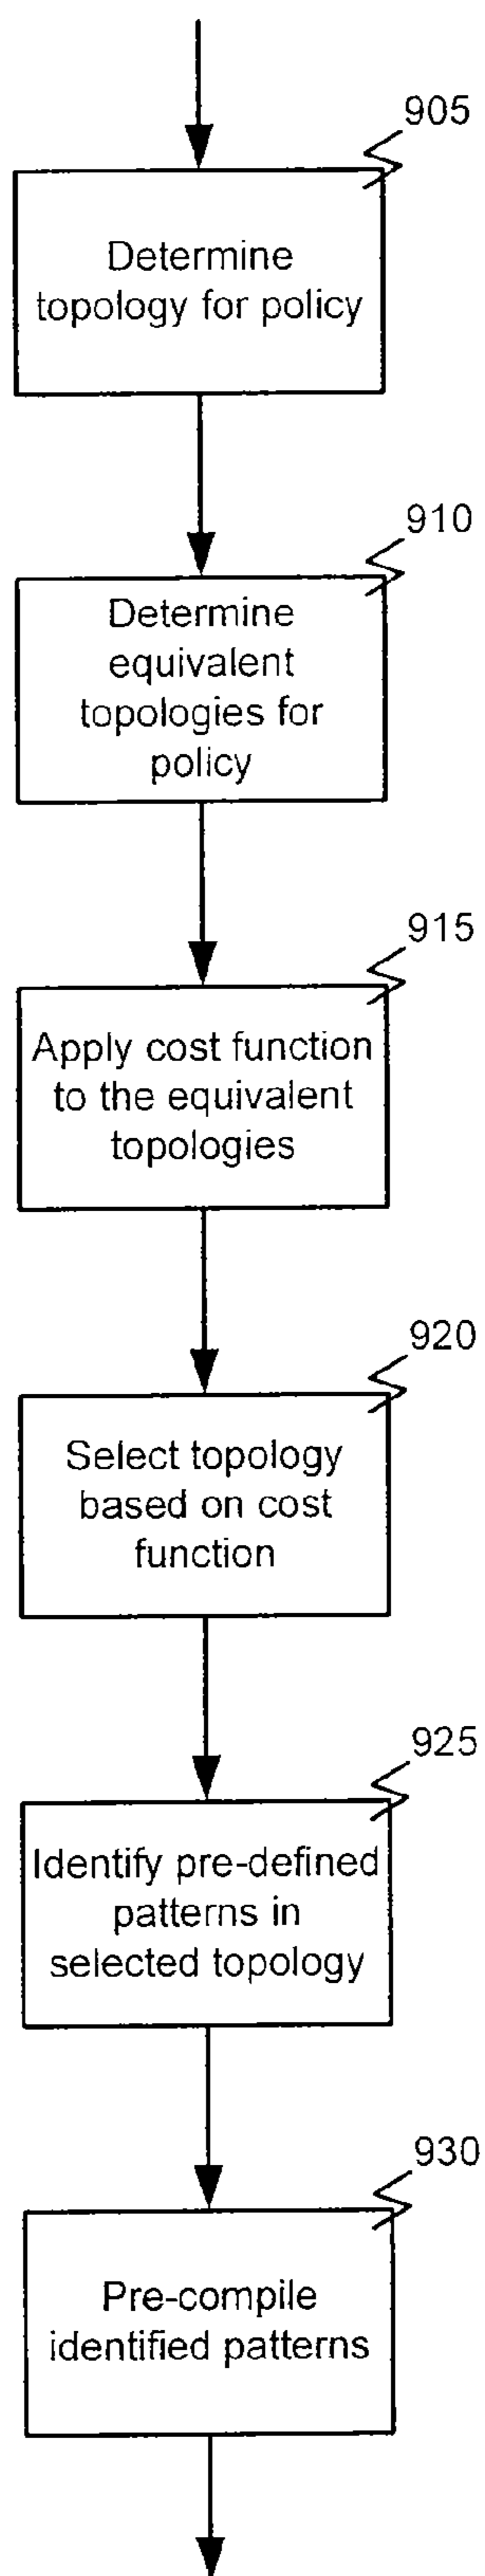 905
Determine
topology for policy
910
Determine
equivalent
topologies for
policy
915
Apply cost function
to the equivalent
topologies
920
Select topology
based on cost
function
925
Identify pre-defined
patterns in
selected topology
930
Pre-compile
identified patterns